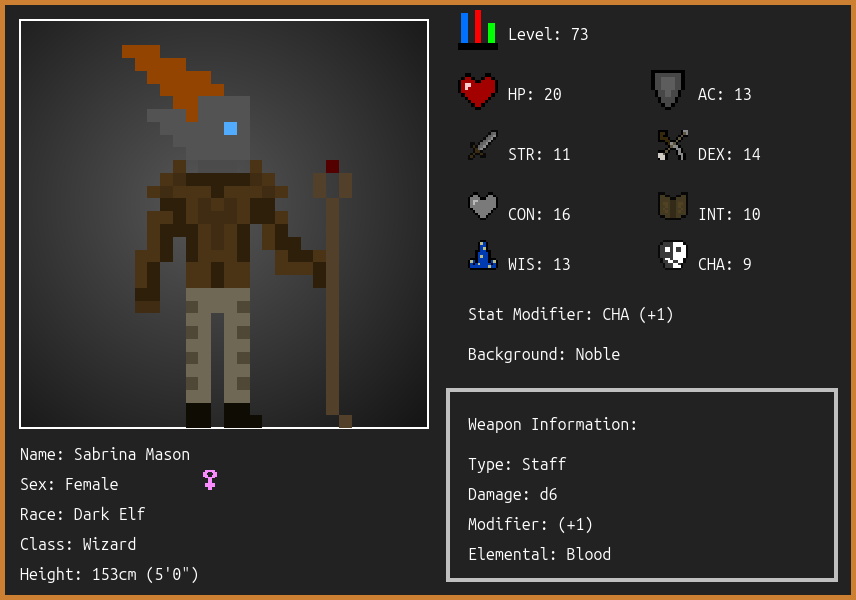 Level: 73
HP: 20
AC: 13
STR: 11
DEX: 14
CON: 16
INT: 10
WIS: 13
CHA: 9
Stat Modifier: CHA (+1)
Background: Noble
Weapon Information:
Type: Staff
Damage: d6
Modifier: (+1)
Elemental: Blood
Name: Sabrina Mason
Sex: Female
Race: Dark Elf
Class: Wizard
Height: 153cm (5'0")